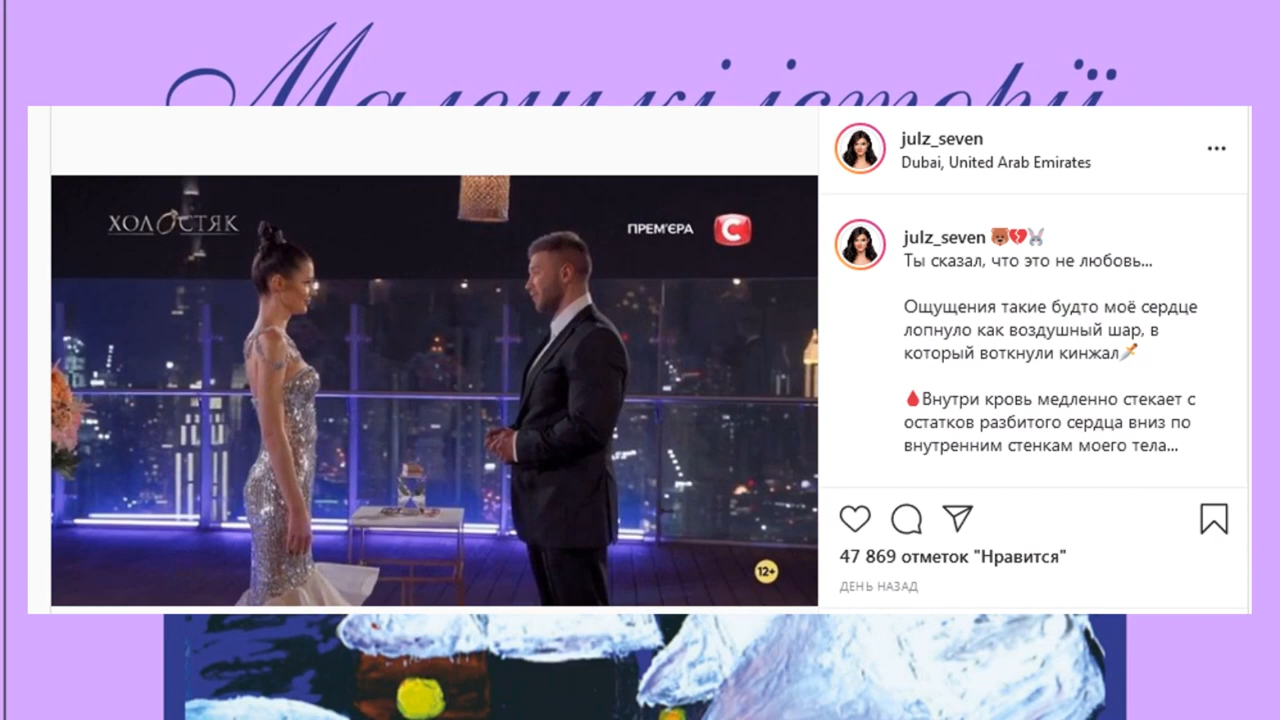 Маленькі історії
julz_seven
Dubai, United Arab Emirates
ХОЛОСТЯК
ПРЕМ'ЄРА
С
julz_seven 🐻💔🐰
Ты сказал, что это не любовь...
Ощущения такие будто моё сердце
лопнуло как воздушный шар, в
который воткнули кинжал🗡
🩸Внутри кровь медленно стекает с
остатков разбитого сердца вниз по
внутренним стенкам моего тела...
12+
47 869 отметок "Нравится"
ДЕНЬ НАЗАД